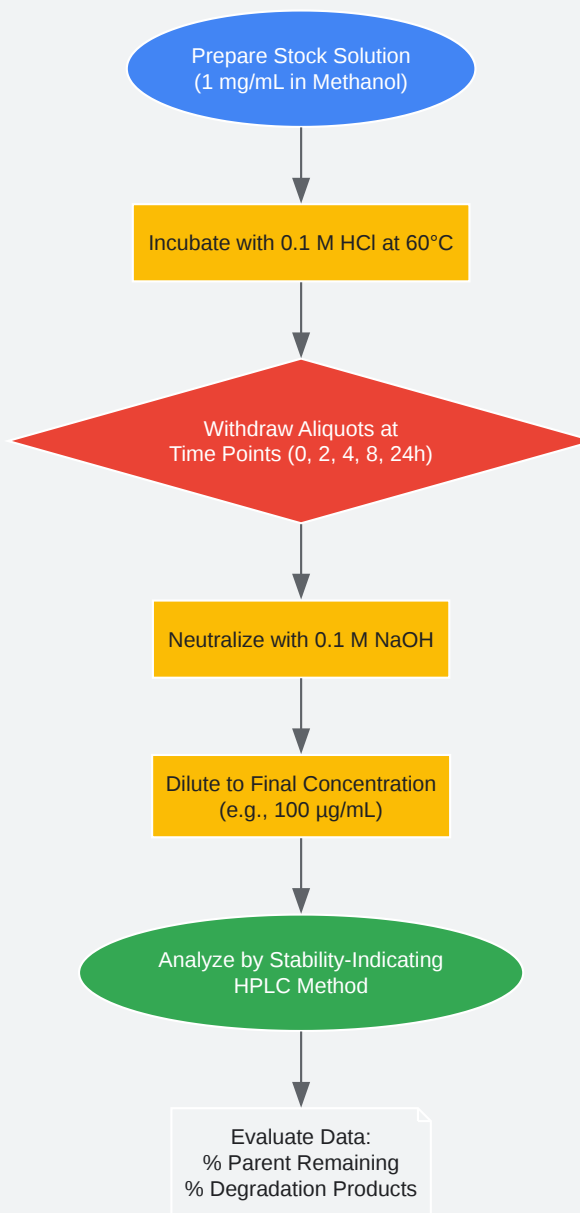 Prepare Stock Solution
(1 mg/mL in Methanol)
Incubate with 0.1 M HCl at 60°C
Withdraw Aliquots at
Time Points (0, 2, 4, 8, 24h)
Neutralize with 0.1 M NaOH
Dilute to Final Concentration
(e.g., 100 µg/mL)
Analyze by Stability-Indicating
HPLC Method
Evaluate Data:
% Parent Remaining
% Degradation Products